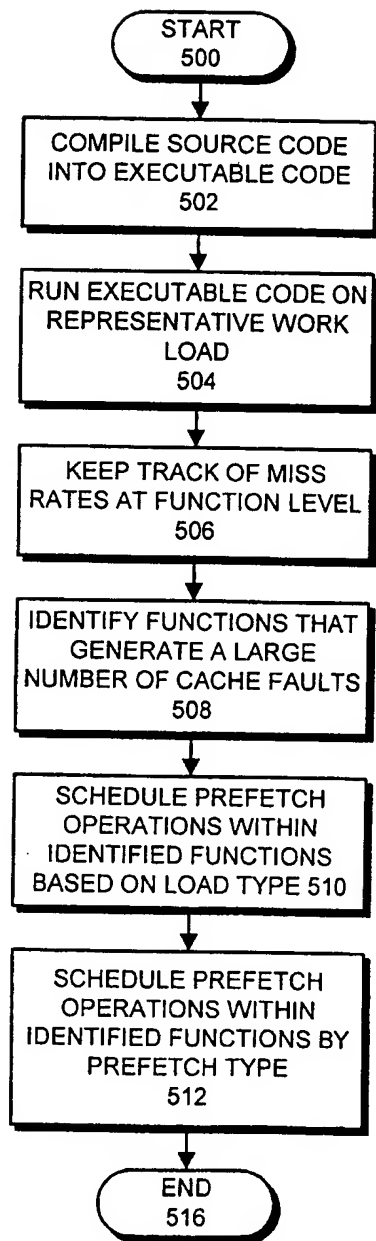 START
500
COMPILE SOURCE CODE
INTO EXECUTABLE CODE
502
RUN EXECUTABLE CODE ON
REPRESENTATIVE WORK
LOAD
504
KEEP TRACK OF MISS
RATES AT FUNCTION LEVEL
506
IDENTIFY FUNCTIONS THAT
GENERATE A LARGE
NUMBER OF CACHE FAULTS
508
SCHEDULE PREFETCH
OPERATIONS WITHIN
IDENTIFIED FUNCTIONS
BASED ON LOAD TYPE 510
SCHEDULE PREFETCH
OPERATIONS WITHIN
IDENTIFIED FUNCTIONS BY
PREFETCH TYPE
512
END
516